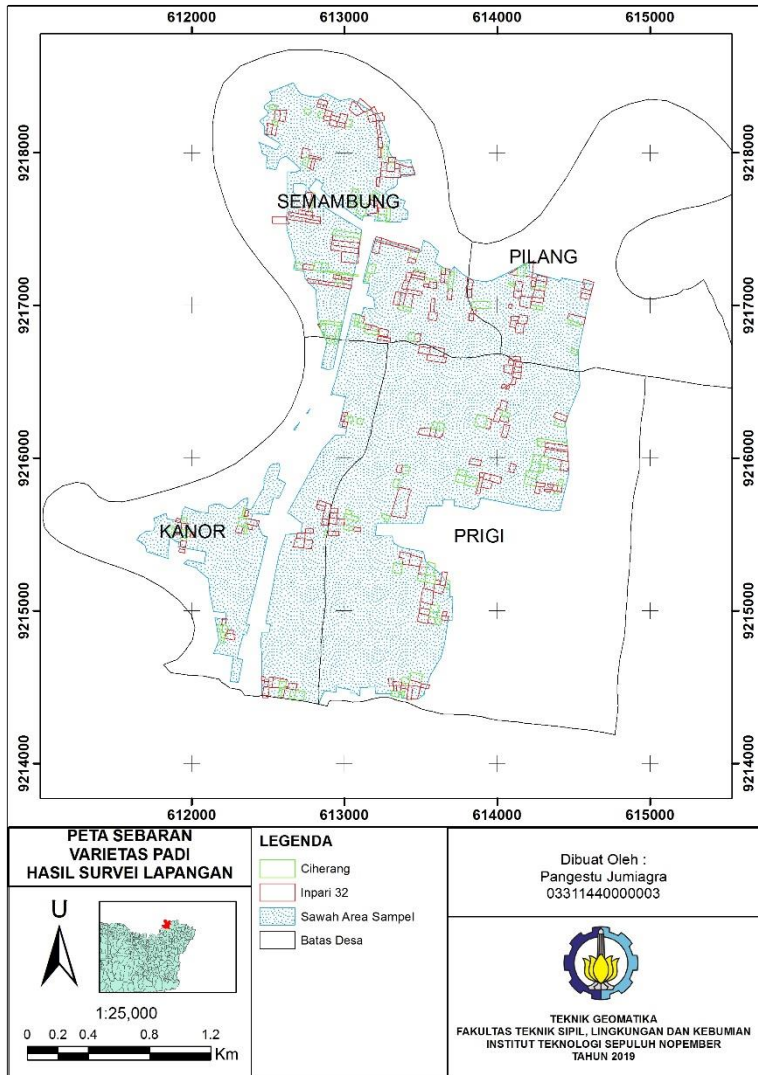 612000 613000 614000 615000
9218000 9218000
SEMAMBUNG
PILANG
9217000 9217000
9216000 9216000
KANOR
PRIGI
9215000 9215000
9214000 9214000
612000 613000 614000 615000
PETA SEBARAN
VARIETAS PADI
HASIL SURVEI LAPANGAN
U
1:25,000
0 0.2 0.4 0.8 1.2
Km
LEGENDA
Ciherang
Inpari 32
Sawah Area Sampel
Batas Desa
Dibuat Oleh :
Pangestu Jumiagra
03311440000003
TEKNIK GEOMATIKA
FAKULTAS TEKNIK SIPIL, LINGKUNGAN DAN KEBUMIAN
INSTITUT TEKNOLOGI SEPULUH NOPEMBER
TAHUN 2019